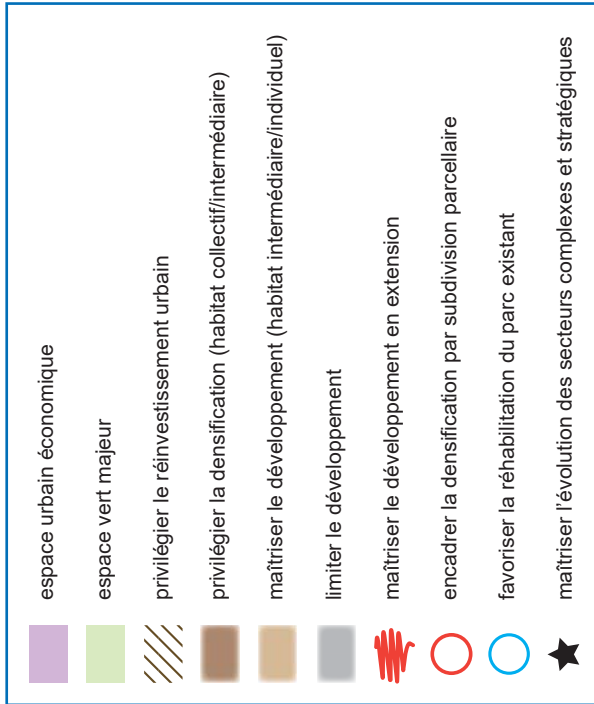 espace urbain économique
espace vert majeur
privilégier le réinvestissement urbain
privilégier la densification (habitat collectif/intermédiaire)
maîtriser le développement (habitat intermédiaire/individuel)
limiter le développement
maîtriser le développement en extension
encadrer la densification par subdivision parcellaire
favoriser la réhabilitation du parc existant
maîtriser l'évolution des secteurs complexes et stratégiques